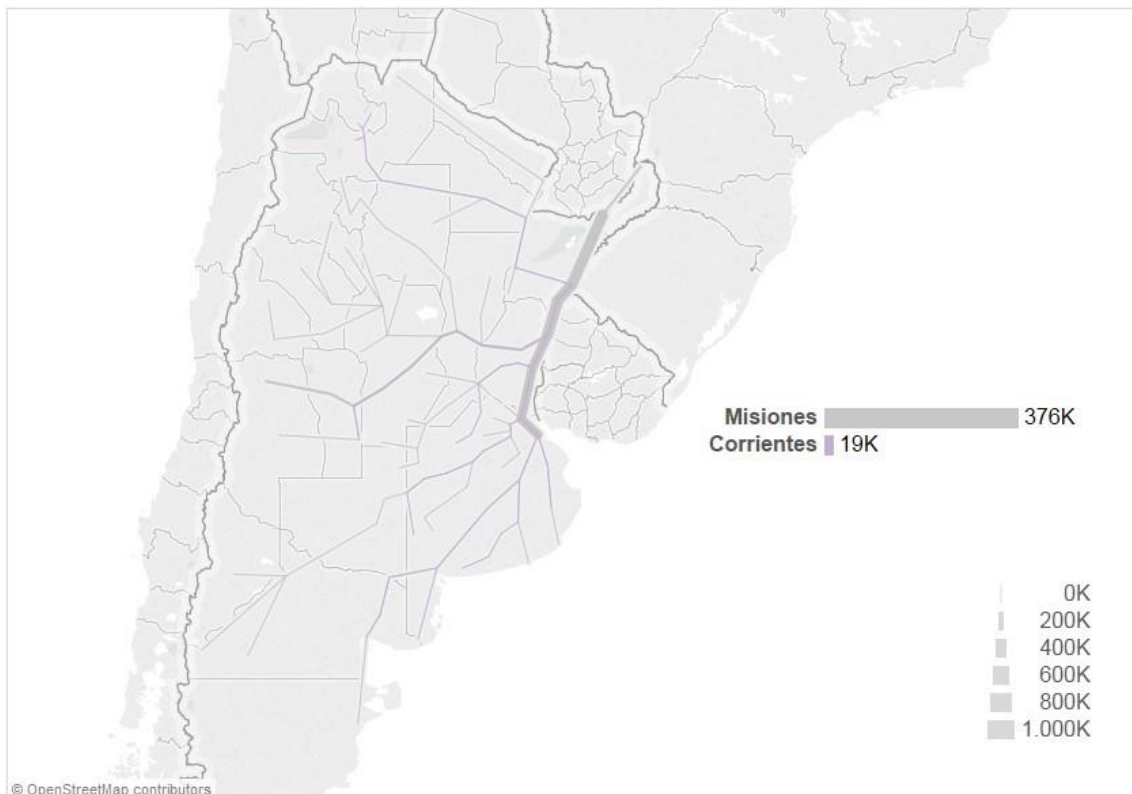 Misiones 376K
Corrientes 19K
0K
200K
400K
600K
800K
1.000K
© OpenStreetMap contributors